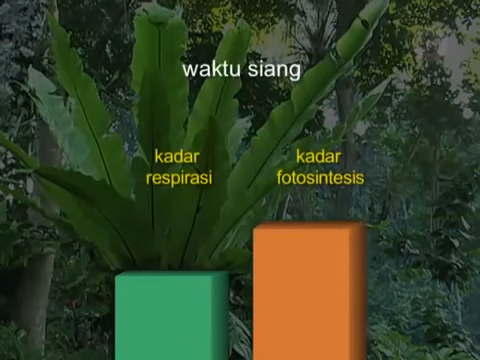 waktu siang
kadar
respirasi
kadar
fotosintesis